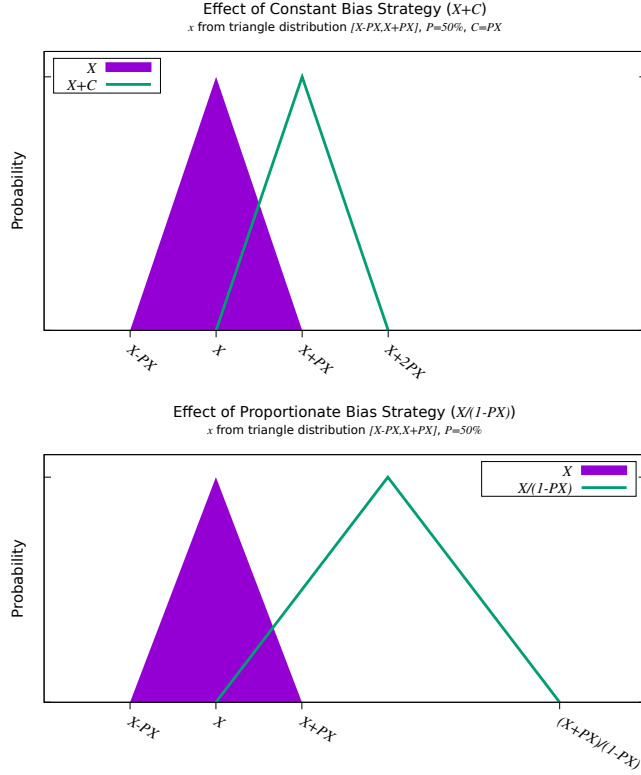 Effect of Constant Bias Strategy (X+C)
x from triangle distribution [X-PX,X+PX], P=50%, C=PX
X
X+C
Probability
X-PX
X
X+PX
X+2PX
Effect of Proportionate Bias Strategy (X/(1-PX))
x from triangle distribution [X-PX,X+PX], P=50%
X
X/(1-PX)
Probability
X-PX
X
X+PX
(X+PX)/(1-PX)